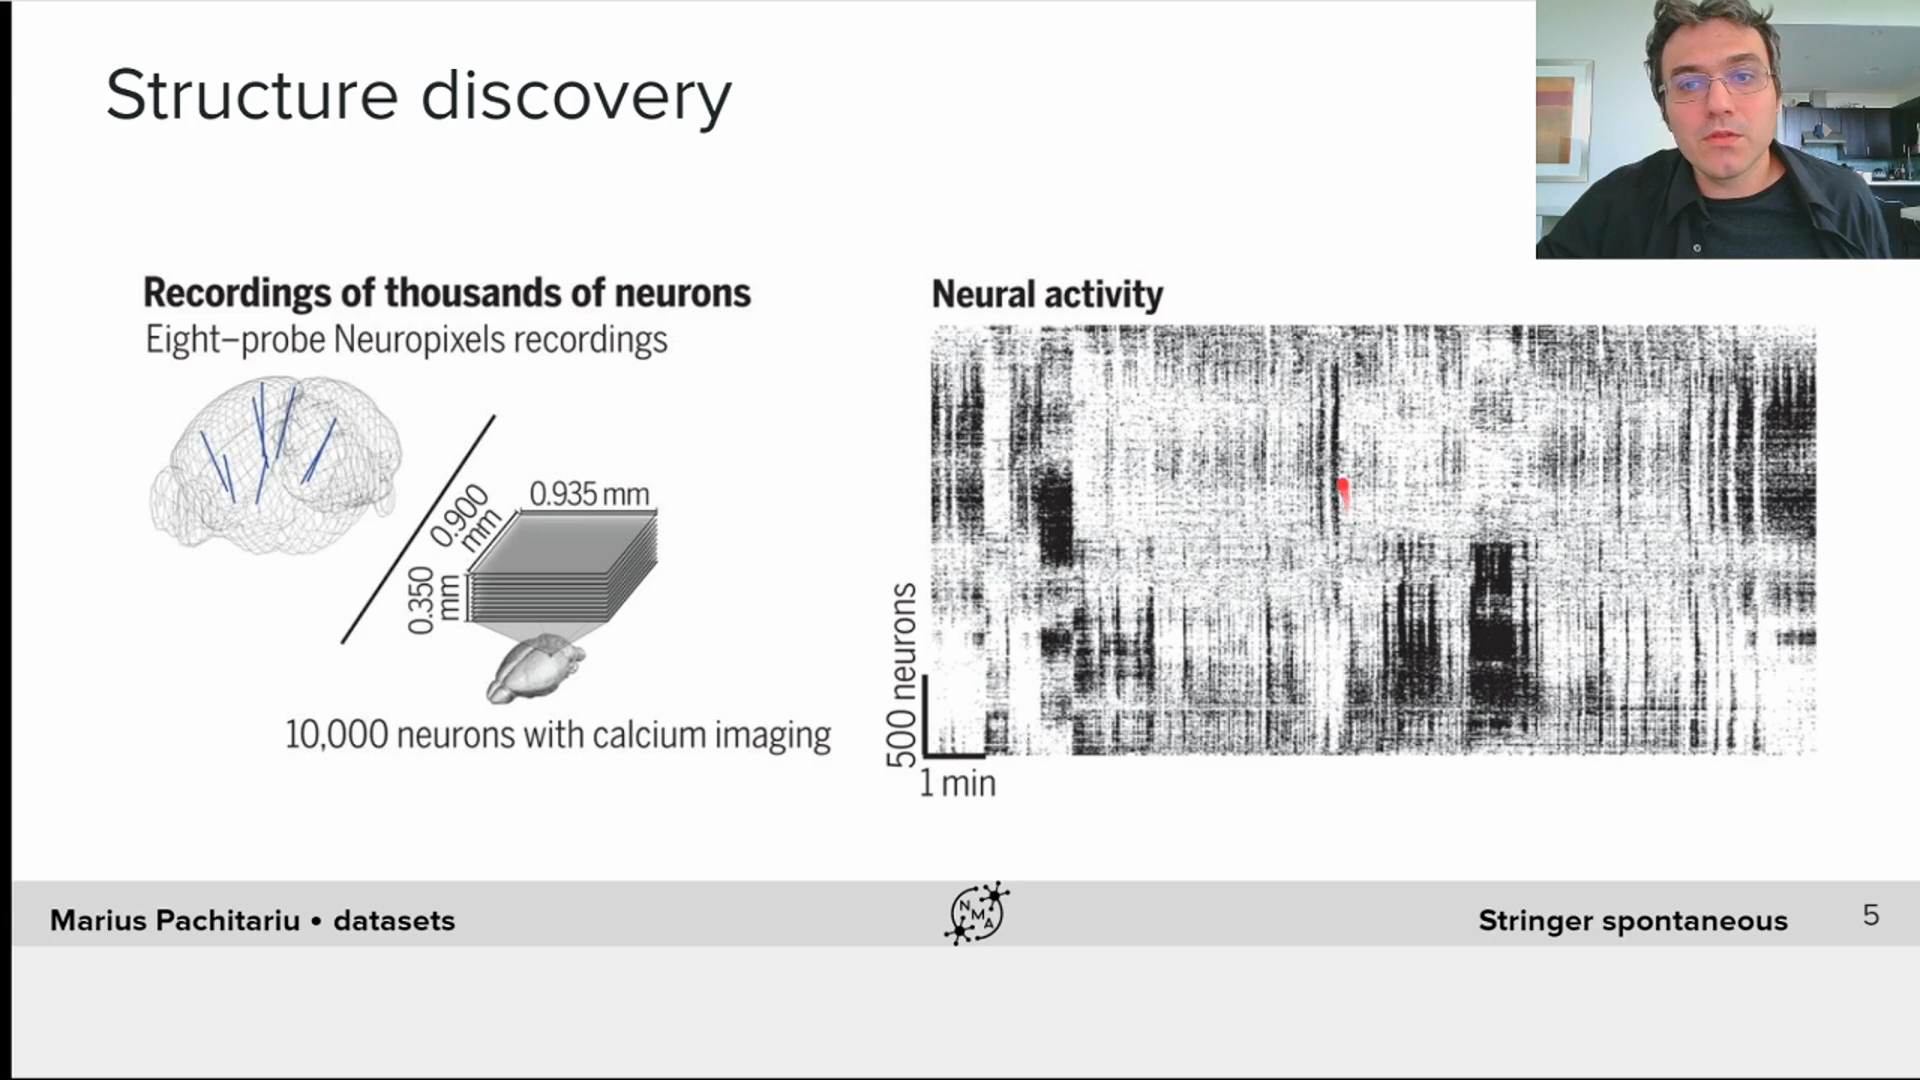 Structure discovery
Recordings of thousands of neurons
Eight–probe Neuropixels recordings
0.935 mm
0.900
mm
0.350
mm
10,000 neurons with calcium imaging
Neural activity
500 neurons
1 min
Marius Pachitariu • datasets
N
M
A
Stringer spontaneous
5